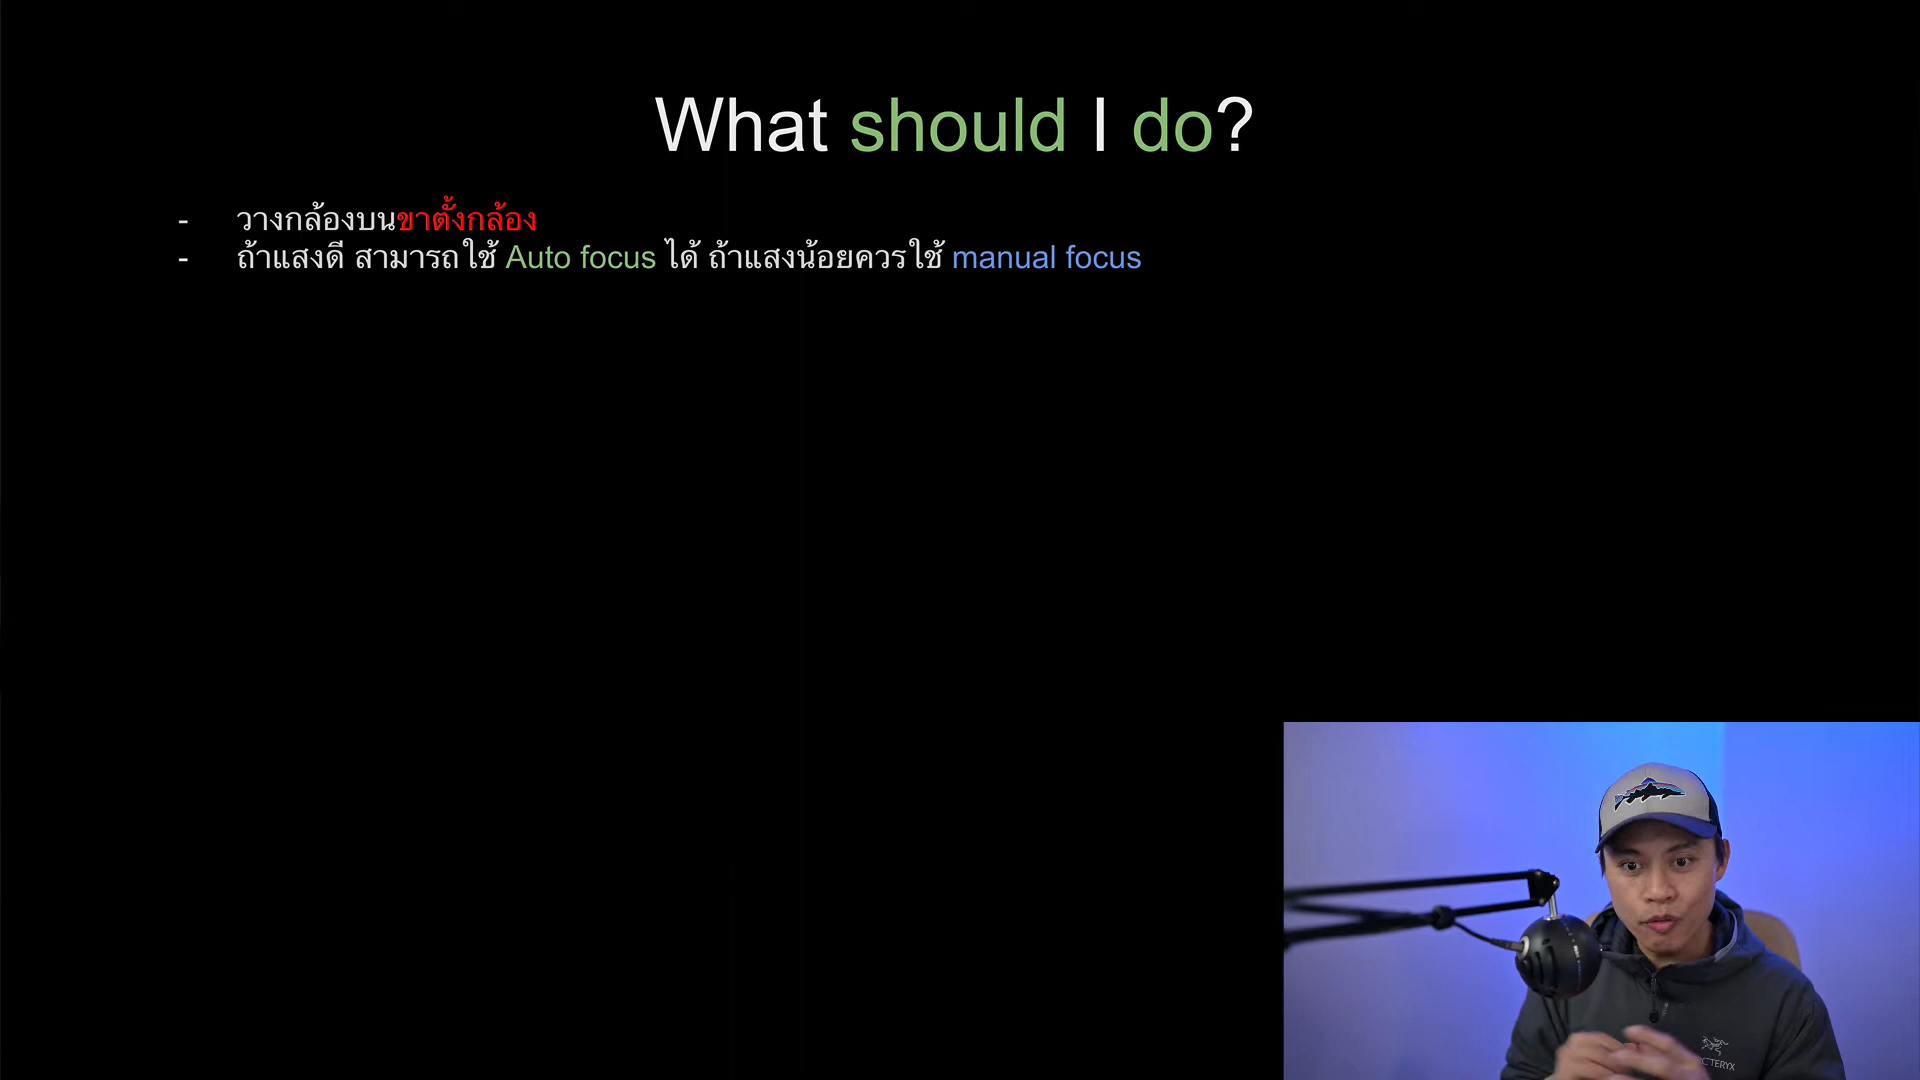 What should I do?
- วางกล้องบนขาตั้งกล้อง
- ถ้าแสงดี สามารถใช้ Auto focus ได้ ถ้าแสงน้อยควรใช้ manual focus
CTERYX